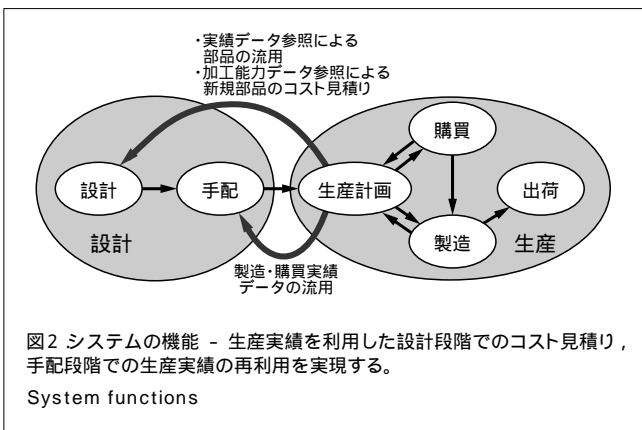 ・実績データ参照による
部品の流用
・加工能力データ参照による
新規部品のコスト見積り
購買
設計
手配
生産計画
出荷
設計
製造
生産
製造・購買実績
データの流用
図2 システムの機能 － 生産実績を利用した設計段階でのコスト見積り，
手配段階での生産実績の再利用を実現する。
System functions